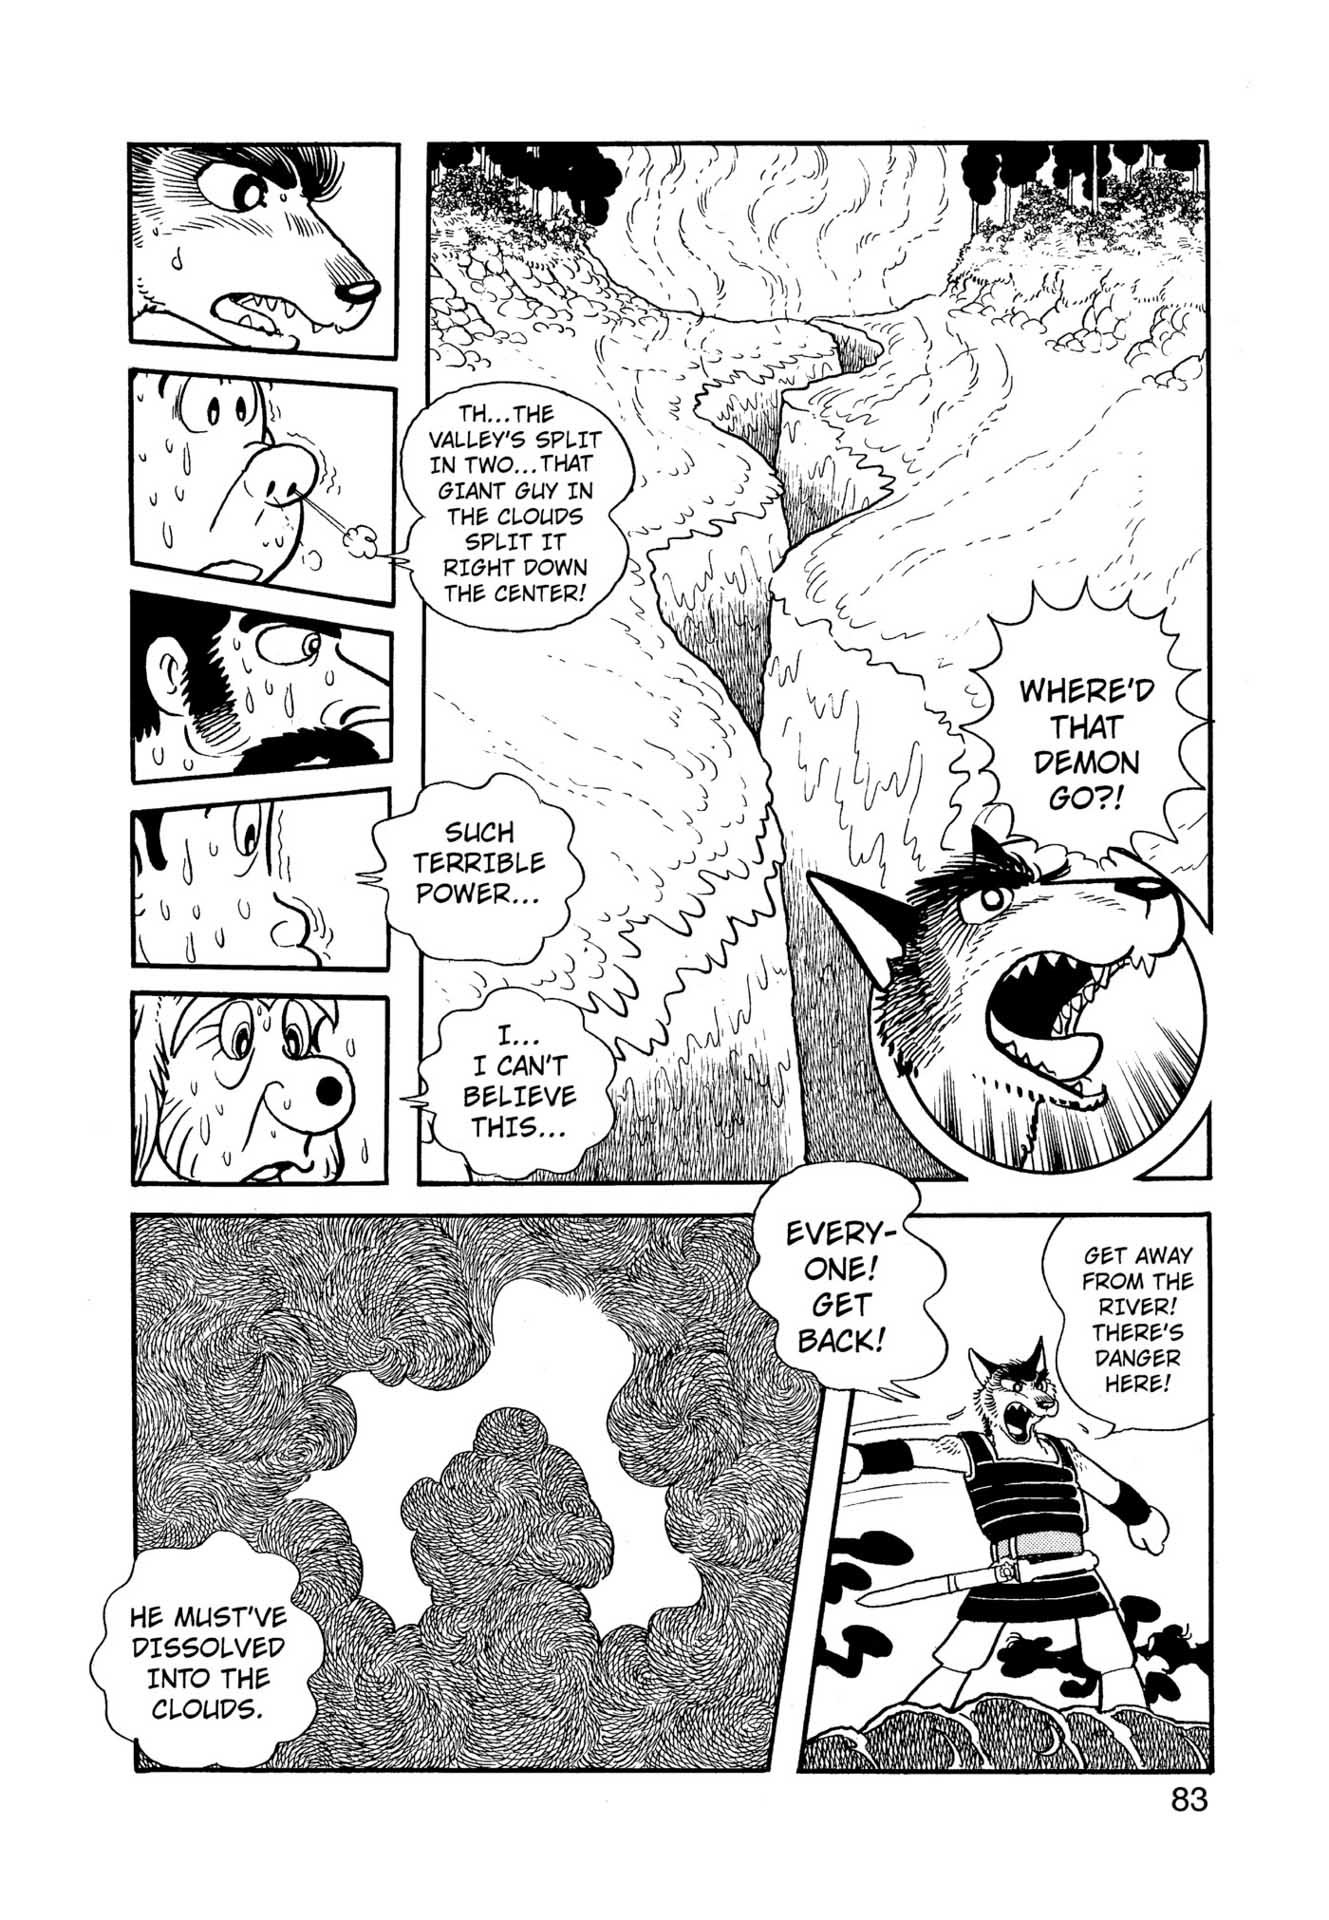 TH...THE
VALLEY'S SPLIT
IN TWO...THAT
GIANT GUY IN
THE CLOUDS
SPLIT IT
RIGHT DOWN
THE CENTER!
WHERE'D
THAT
DEMON
GO?!
SUCH
TERRIBLE
POWER...
I...
I CAN'T
BELIEVE
THIS...
HE MUST'VE
DISSOLVED
INTO THE
CLOUDS.
EVERY-
ONE!
GET
BACK!
GET AWAY
FROM THE
RIVER!
THERE'S
DANGER
HERE!
83